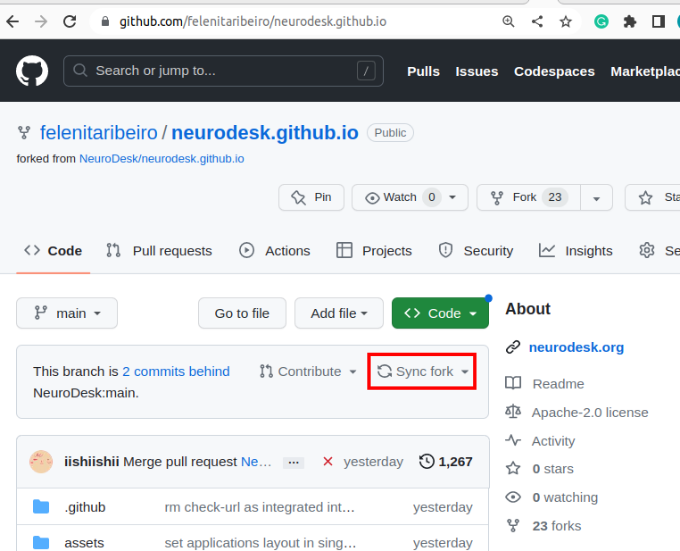 github.com/felenitaribeiro/neurodesk.github.io
Search or jump to... /
Pulls Issues Codespaces Marketplac
felenitaribeiro / neurodesk.github.io Public
forked from NeuroDesk/neurodesk.github.io
Pin Watch 0 Fork 23 Sta
Code Pull requests Actions Projects Security Insights Se
main Go to file Add file Code
About
This branch is 2 commits behind
NeuroDesk:main.
Contribute Sync fork
neurodesk.org
Readme
Apache-2.0 license
Activity
0 stars
0 watching
23 forks
iishiishii Merge pull request Ne… ... yesterday 1,267
.github rm check-url as integrated int… yesterday
assets set applications layout in sing… yesterday